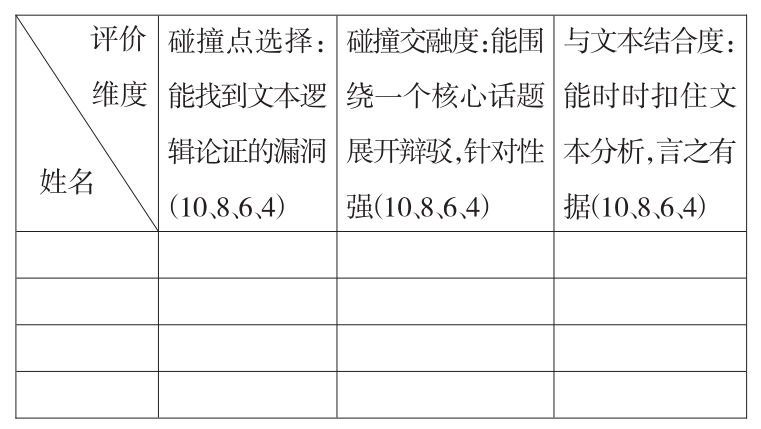 评价
维度
姓名
碰撞点选择：
能找到文本逻
辑论证的漏洞
(10、8、6、4)
碰撞交融度:能围
绕一个核心话题
展开辩驳,针对性
强(10、8、6、4)
与文本结合度：
能时时扣住文
本分析,言之有
据(10、8、6、4)